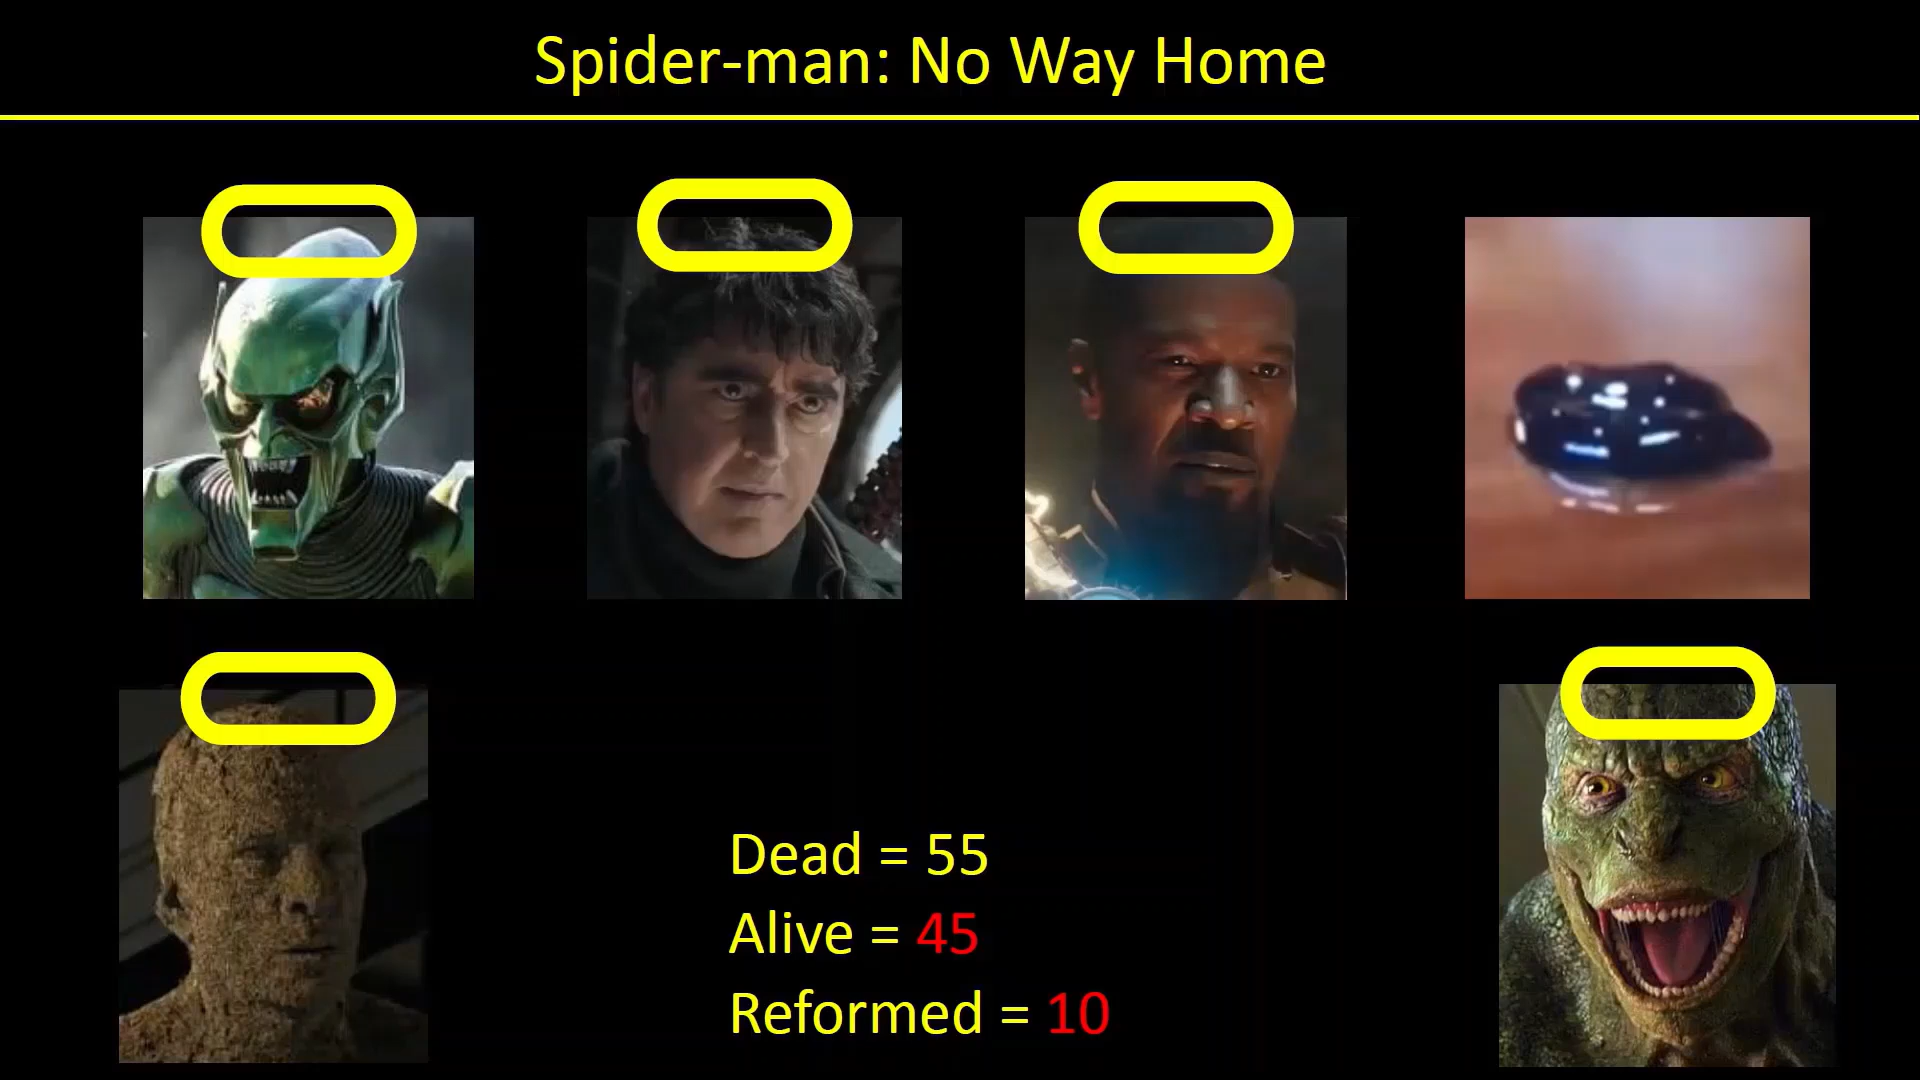 Spider-man: No Way Home
Dead = 55
Alive = 45
Reformed = 10